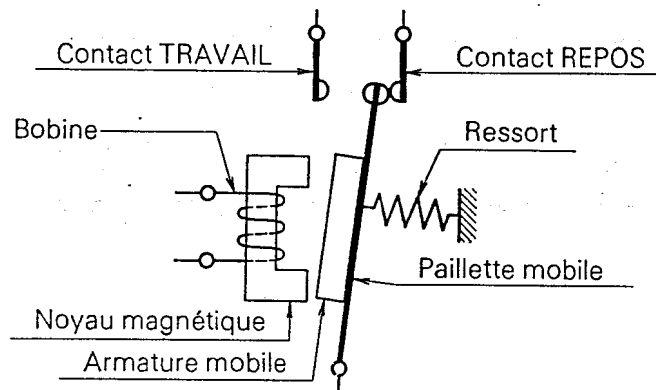 Contact TRAVAIL
Contact REPOS
Bobine
Ressort
Paillette mobile
Noyau magnétique
Armature mobile